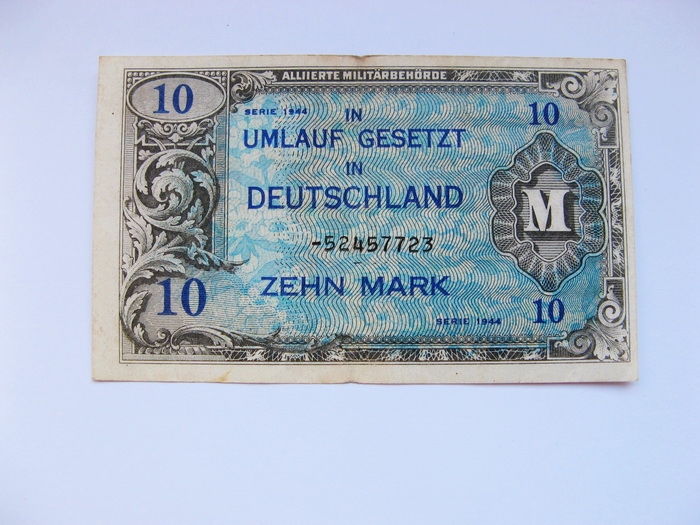 ALLIIERTE MILITÄRBEHÖRDE
10
SERIE 1944
IN
10
UMLAUF GESETZT
IN
DEUTSCHLAND
M
-52457723
10
ZEHN MARK
10
SERIE 1944